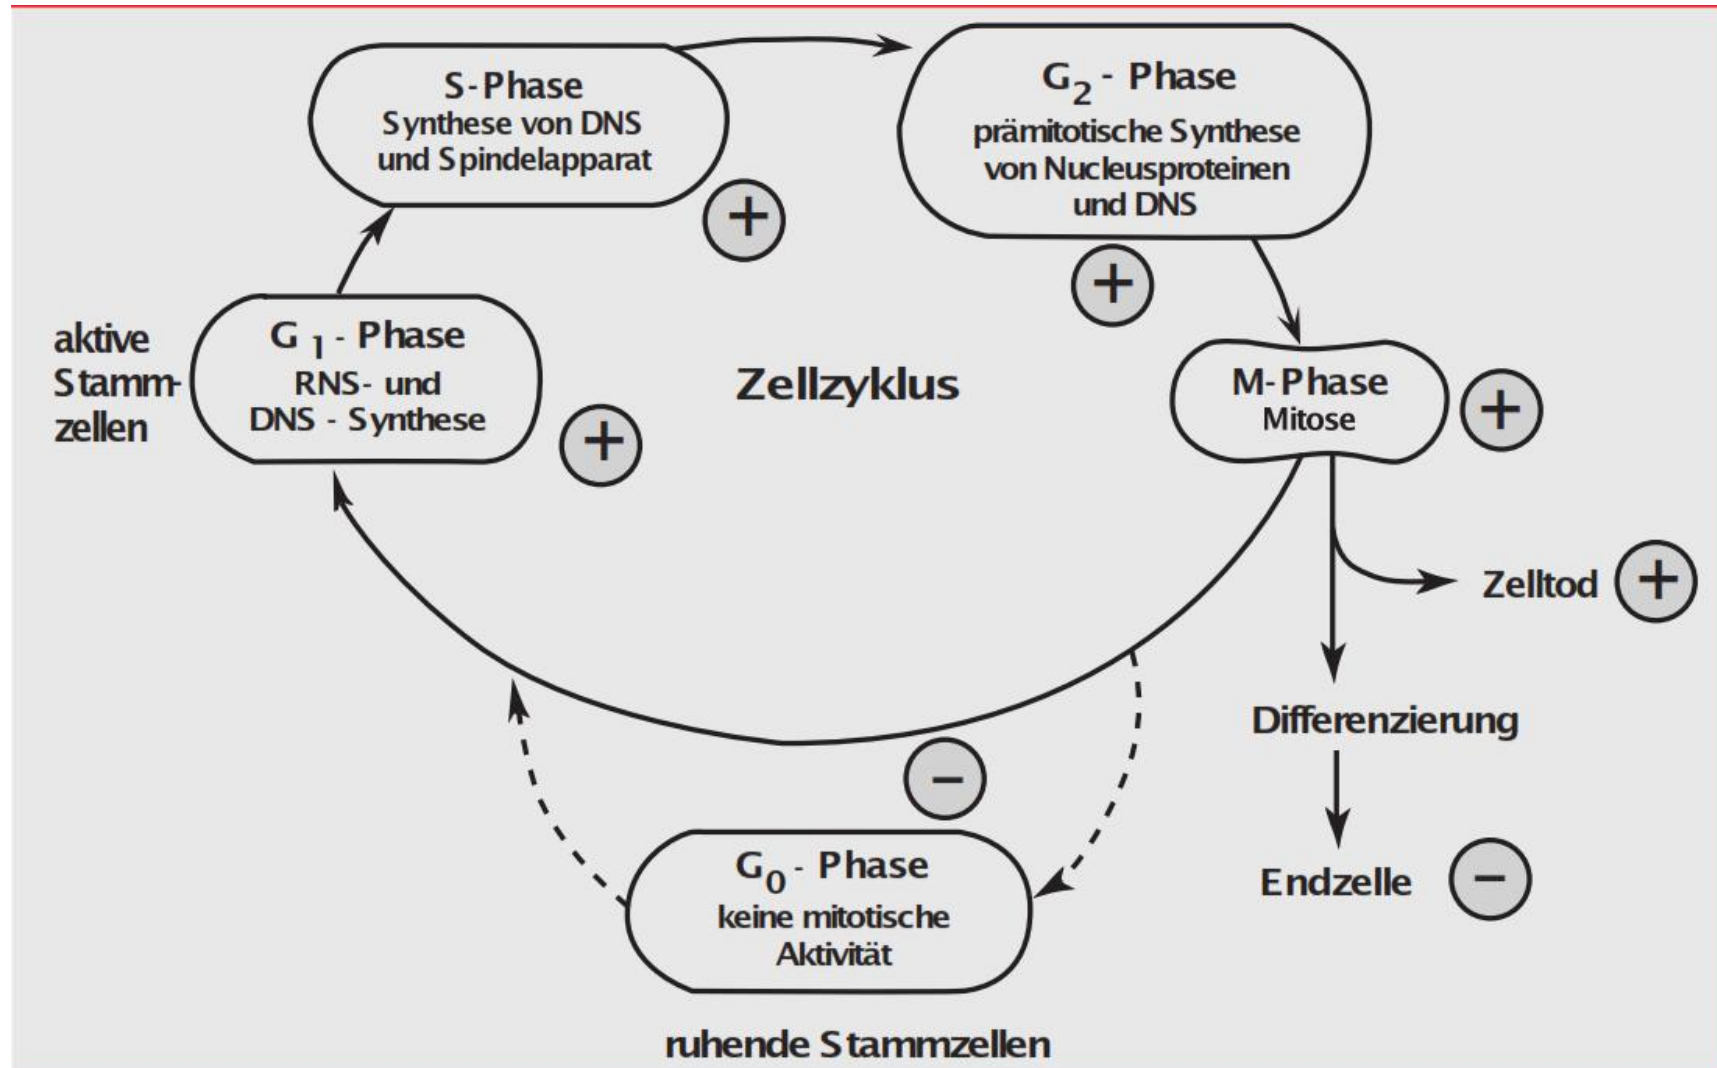 S-Phase
Synthese von DNS
und Spindelapparat
+
G2 - Phase
prämitotische Synthese
von Nucleusproteinen
und DNS
+
aktive
Stamm-
zellen
G1 - Phase
RNS- und
DNS - Synthese
+
Zellzyklus
M-Phase
Mitose
+
Zelltod +
Differenzierung
Endzelle -
-
G0 - Phase
keine mitotische
Aktivität
ruhende Stammzellen